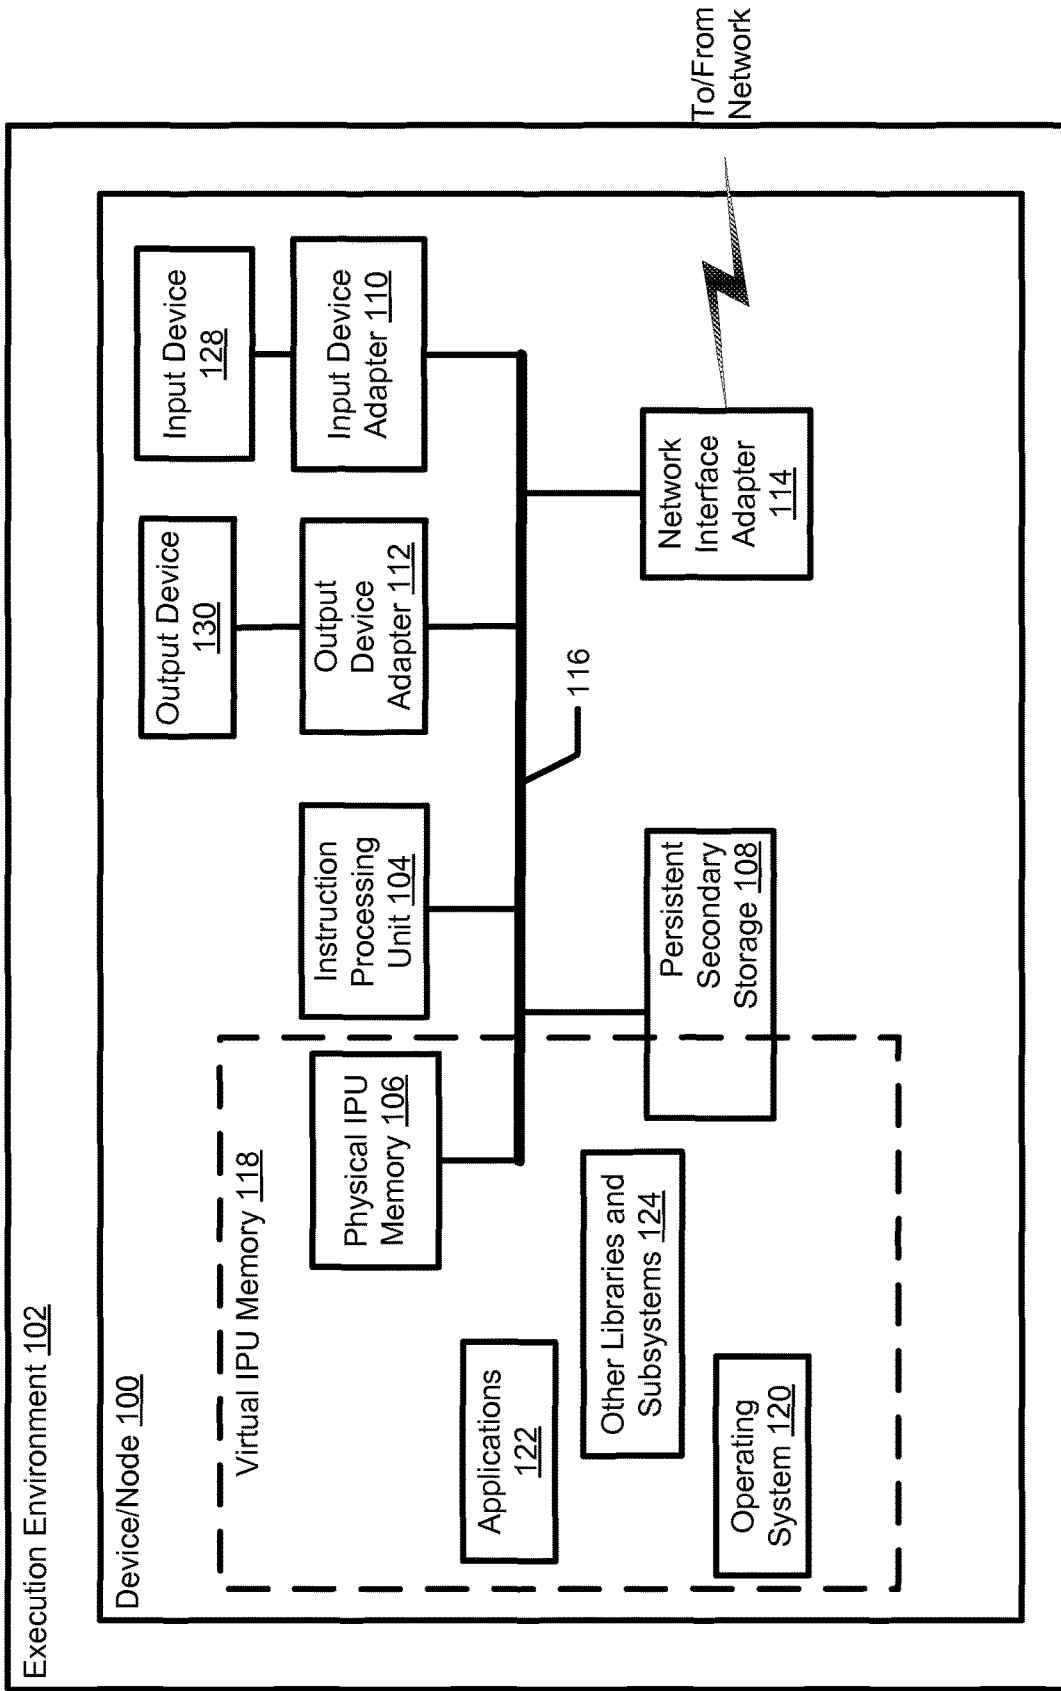 Execution Environment 102
Device/Node 100
Virtual IPU Memory 118
Physical IPU
Memory 106
Instruction
Processing
Unit 104
Output Device
130
Output
Device
Adapter 112
Input Device
128
Input Device
Adapter 110
Applications
122
Other Libraries and
Subsystems 124
Operating
System 120
Persistent
Secondary
Storage 108
116
Network
Interface
Adapter
114
To/From
Network